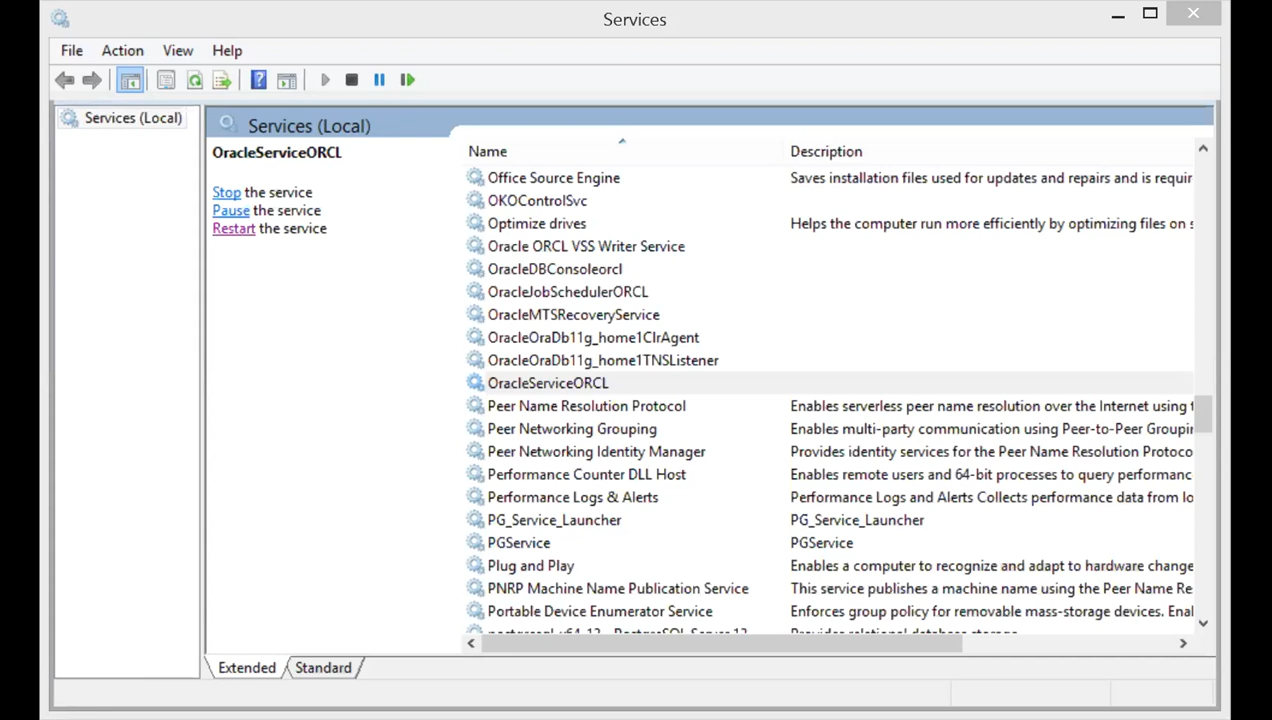 Services
File Action View Help
Services (Local)
Services (Local)
OracleServiceORCL
Stop the service
Pause the service
Restart the service
Name Description
Office Source Engine Saves installation files used for updates and repairs and is requir
OKOControlSvc
Optimize drives Helps the computer run more efficiently by optimizing files on s
Oracle ORCL VSS Writer Service
OracleDBConsoleorcl
OracleJobSchedulerORCL
OracleMTSRecoveryService
OracleOraDb11g_home1ClrAgent
OracleOraDb11g_home1TNSListener
OracleServiceORCL
Peer Name Resolution Protocol Enables serverless peer name resolution over the Internet using t
Peer Networking Grouping Enables multi-party communication using Peer-to-Peer Groupin
Peer Networking Identity Manager Provides identity services for the Peer Name Resolution Protoco
Performance Counter DLL Host Enables remote users and 64-bit processes to query performanc
Performance Logs & Alerts Performance Logs and Alerts Collects performance data from lo
PG_Service_Launcher PG_Service_Launcher
PGService PGService
Plug and Play Enables a computer to recognize and adapt to hardware change
PNRP Machine Name Publication Service This service publishes a machine name using the Peer Name Re
Portable Device Enumerator Service Enforces group policy for removable mass-storage devices. Enal
Provides relational database storage.
Extended Standard